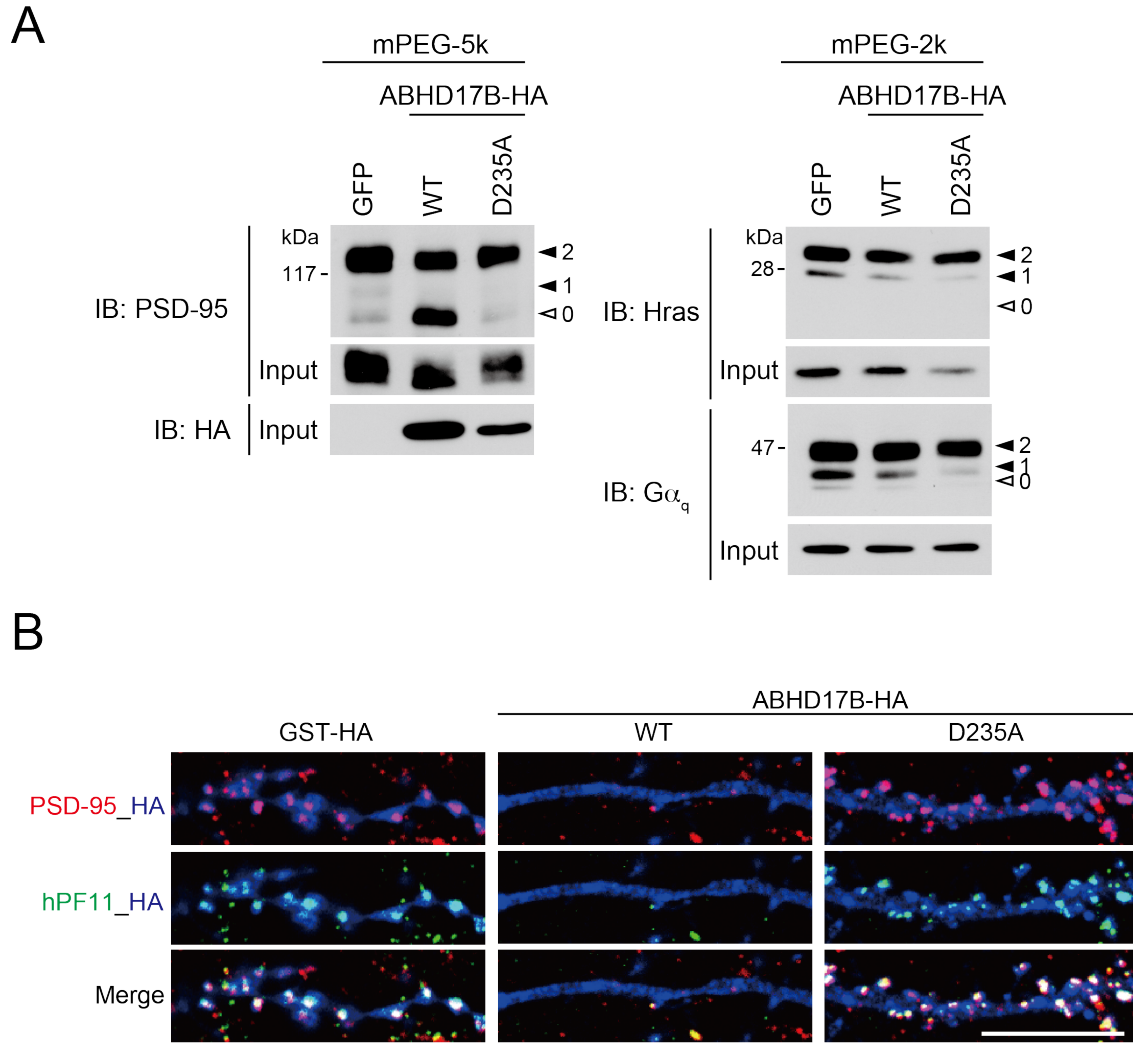 A
mPEG-5k
ABHD17B-HA
GFP
WT
D235A
kDa
117
2
1
0
IB: PSD-95
Input
IB: HA
Input
mPEG-2k
ABHD17B-HA
GFP
WT
D235A
kDa
28
2
1
0
IB: Hras
Input
47
2
1
0
IB: Gαq
Input
B
ABHD17B-HA
GST-HA
WT
D235A
PSD-95_HA
hPF11_HA
Merge